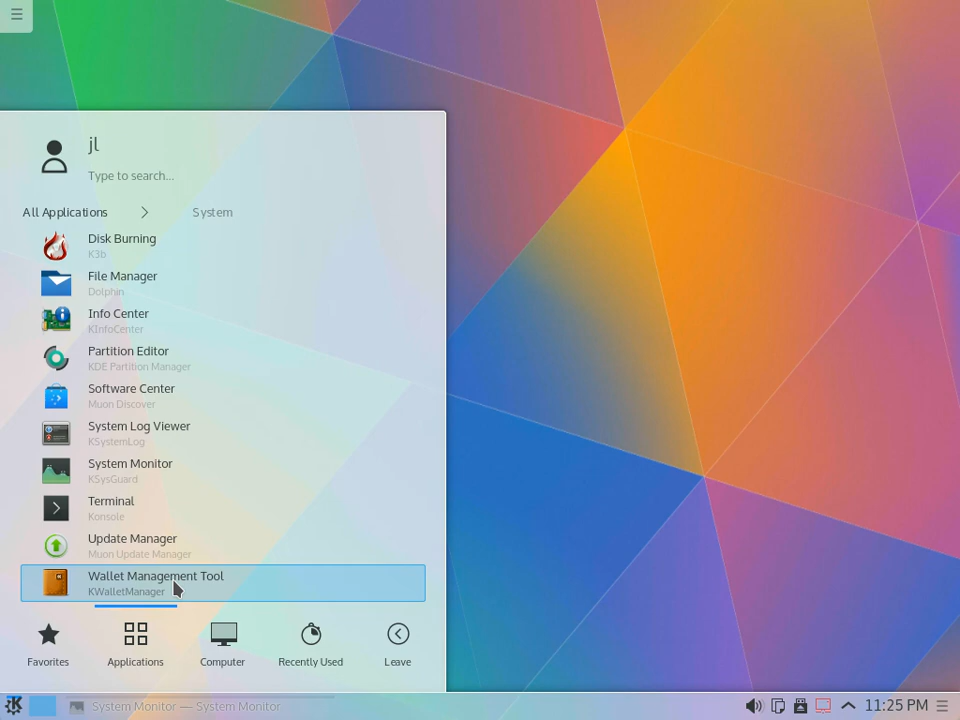 jl
Type to search...
All Applications System
Disk Burning
K3b
File Manager
Dolphin
Info Center
KInfoCenter
Partition Editor
KDE Partition Manager
Software Center
Muon Discover
System Log Viewer
KSystemLog
System Monitor
KSysGuard
Terminal
Konsole
Update Manager
Muon Update Manager
Wallet Management Tool
KWalletManager
Favorites Applications Computer Recently Used Leave
System Monitor — System Monitor 11:25 PM